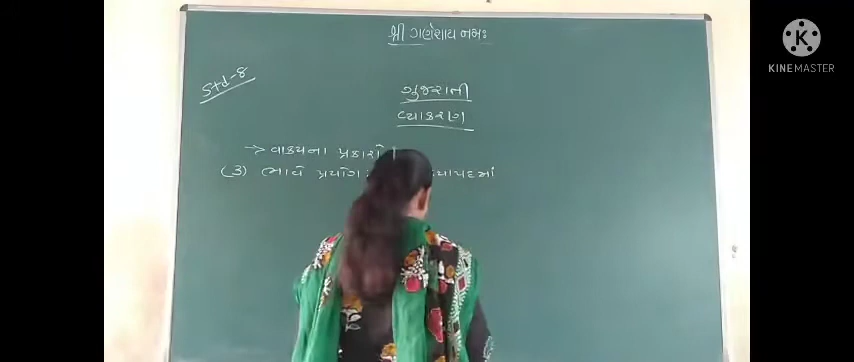 શ્રી ગણેશાય નમઃ
Std-8
ગુજરાતી
વ્યાકરણ
→ વાક્યના પ્રકારો
(૩) ભાવે પ્રયોગ :
KINEMASTER